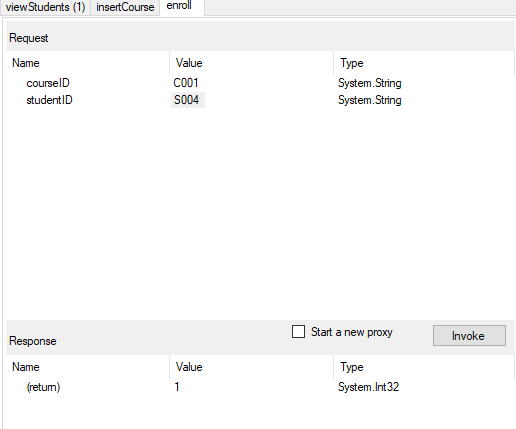 viewStudents (1) insertCourse enroll
Request
Name Value Type
courseID C001 System.String
studentID S004 System.String
Start a new proxy Invoke
Response
Name Value Type
(return) 1 System.Int32